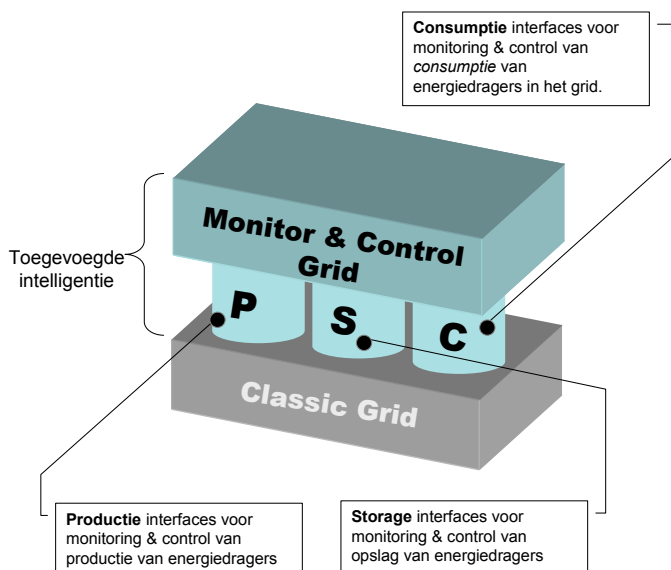 Consumptie interfaces voor
monitoring & control van
consumptie van
energiedragers in het grid.
Toegevoegde
intelligentie
Monitor & Control
Grid
P
S
C
Classic Grid
Productie interfaces voor
monitoring & control van
productie van energiedragers
Storage interfaces voor
monitoring & control van
opslag van energiedragers